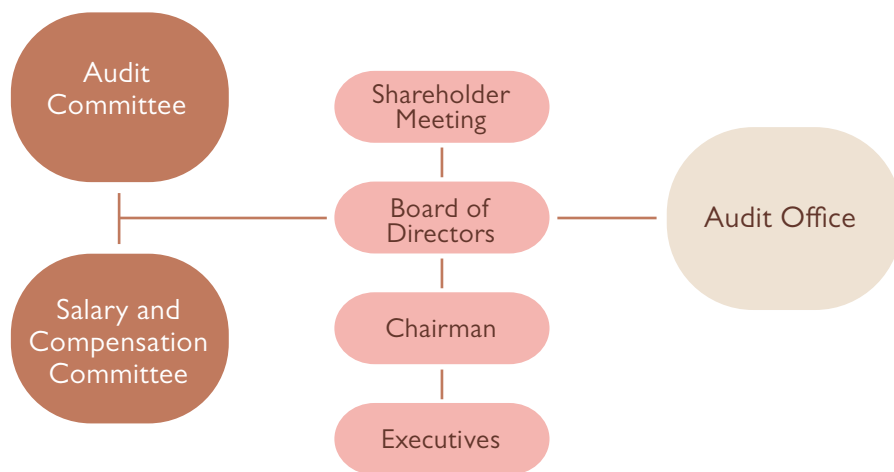 Audit
Committee
Shareholder
Meeting
Board of
Directors
Audit Office
Salary and
Compensation
Committee
Chairman
Executives